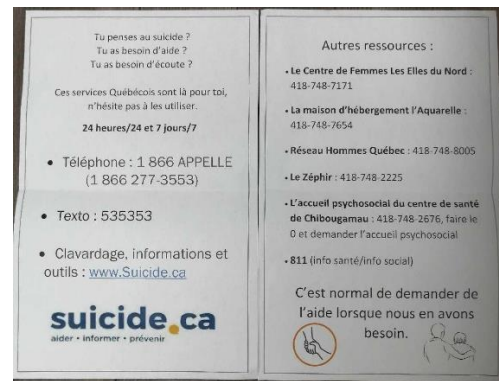 Tu penses au suicide ?
Tu as besoin d'aide ?
Tu as besoin d'écoute ?
Ces services Québécois sont là pour toi,
n'hésite pas à les utiliser.
24 heures/24 et 7 jours/7
• Téléphone : 1 866 APPELLE
(1 866 277-3553)
• Texto : 535353
• Clavardage, informations et
outils : www.Suicide.ca
suicide.ca
aider • informer • prévenir
Autres ressources :
• Le Centre de Femmes Les Elles du Nord :
418-748-7171
• La maison d'hébergement l'Aquarelle :
418-748-7654
• Réseau Hommes Québec : 418-748-8005
• Le Zéphir : 418-748-2225
• L'accueil psychosocial du centre de santé
de Chibougamau : 418-748-2676, faire le
0 et demander l'accueil psychosocial
• 811 (info santé/info social)
C'est normal de demander de
l'aide lorsque nous en avons
besoin.